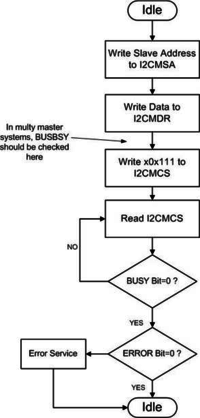 Idle
Write Slave Address
to I2CMSA
Write Data to
I2CMDR
In multy master
systems, BUSBSY
should be checked
here
Write x0x111 to
I2CMCS
Read I2CMCS
NO
BUSY Bit=0 ?
YES
Error Service
ERROR Bit=0 ?
YES
Idle